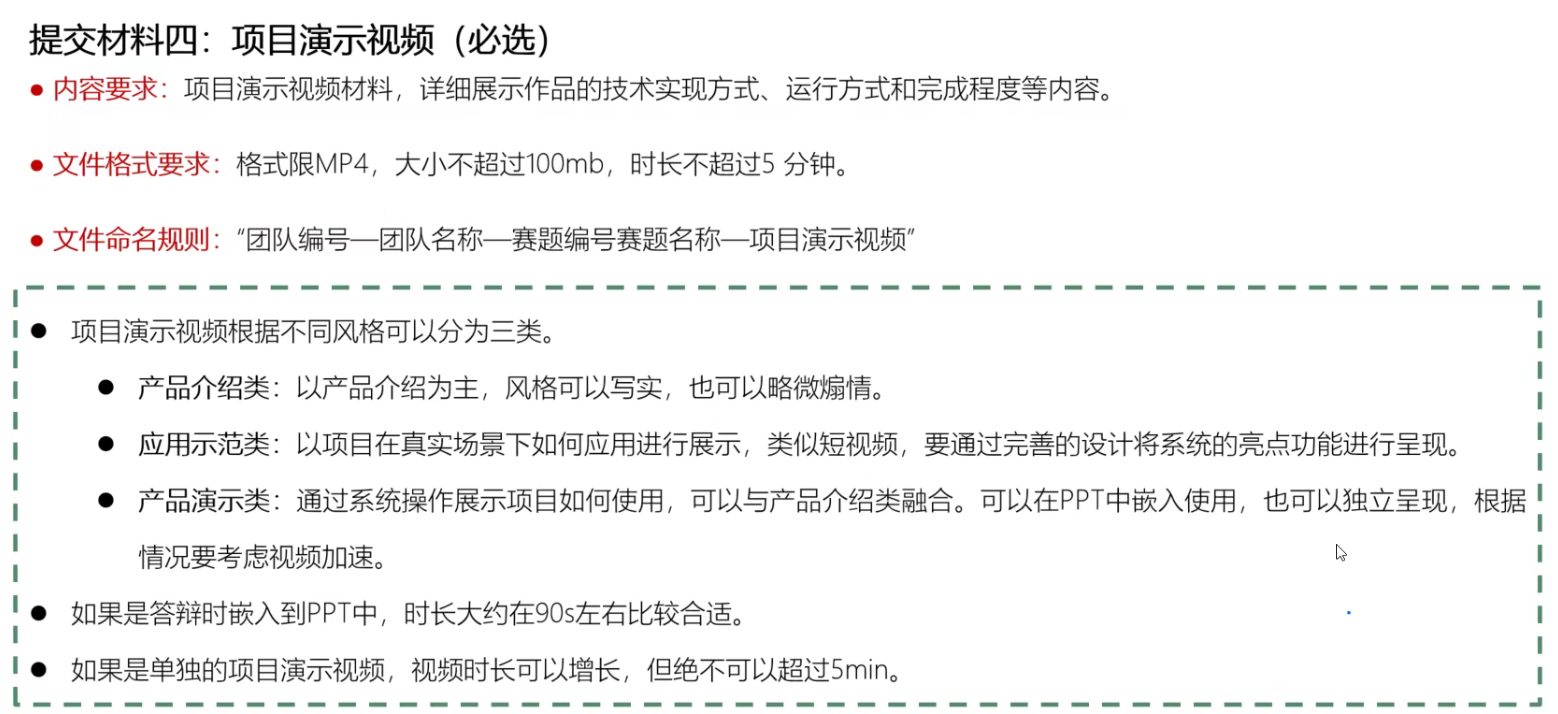 提交材料四：项目演示视频（必选）
● 内容要求：项目演示视频材料，详细展示作品的技术实现方式、运行方式和完成程度等内容。
● 文件格式要求：格式限MP4，大小不超过100mb，时长不超过5 分钟。
● 文件命名规则：“团队编号—团队名称—赛题编号赛题名称—项目演示视频”
● 项目演示视频根据不同风格可以分为三类。
● 产品介绍类：以产品介绍为主，风格可以写实，也可以略微煽情。
● 应用示范类：以项目在真实场景下如何应用进行展示，类似短视频，要通过完善的设计将系统的亮点功能进行呈现。
● 产品演示类：通过系统操作展示项目如何使用，可以与产品介绍类融合。可以在PPT中嵌入使用，也可以独立呈现，根据
情况要考虑视频加速。
● 如果是答辩时嵌入到PPT中，时长大约在90s左右比较合适。
● 如果是单独的项目演示视频，视频时长可以增长，但绝不可以超过5min。